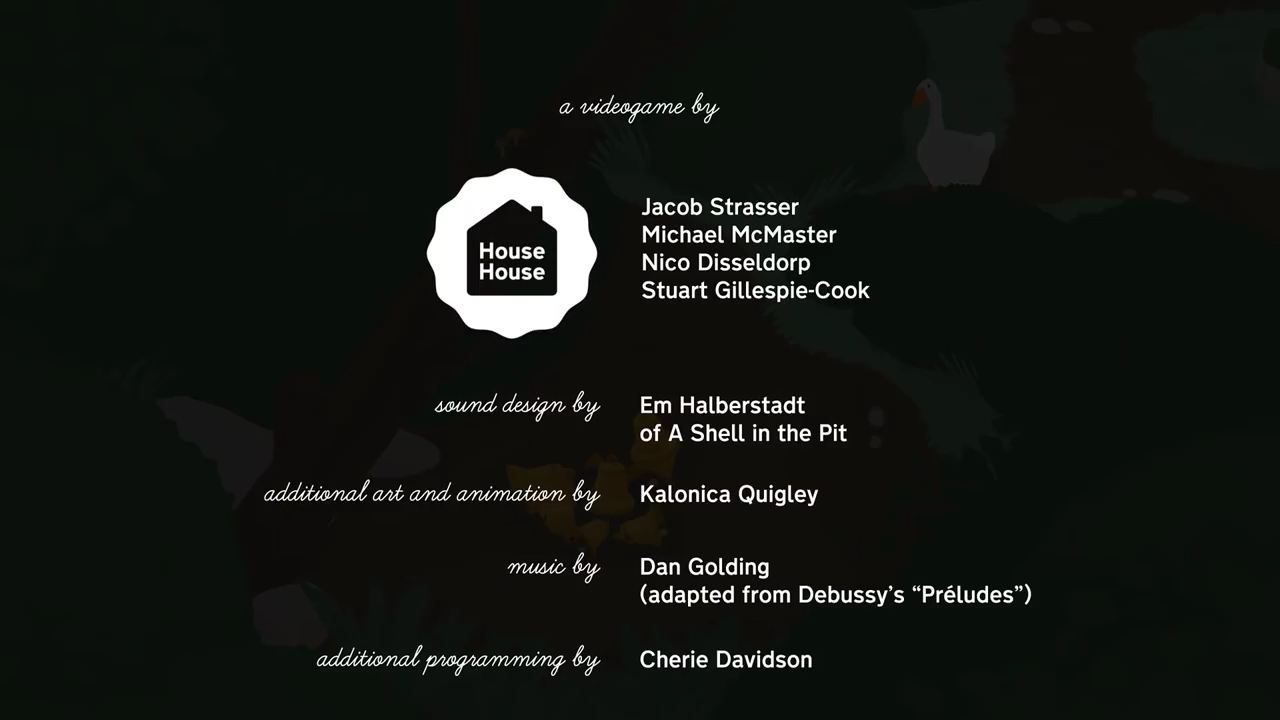 a videogame by
House
House
Jacob Strasser
Michael McMaster
Nico Disseldorp
Stuart Gillespie-Cook
sound design by Em Halberstadt
of A Shell in the Pit
additional art and animation by Kalonica Quigley
music by Dan Golding
(adapted from Debussy's “Préludes”)
additional programming by Cherie Davidson